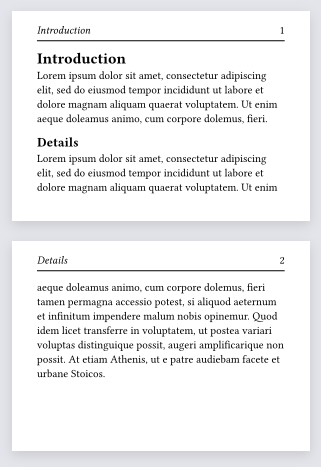 Introduction 1
Introduction
Lorem ipsum dolor sit amet, consectetur adipiscing
elit, sed do eiusmod tempor incididunt ut labore et
dolore magnam aliquam quaerat voluptatem. Ut enim
aeque doleamus animo, cum corpore dolemus, fieri.
Details
Lorem ipsum dolor sit amet, consectetur adipiscing
elit, sed do eiusmod tempor incididunt ut labore et
dolore magnam aliquam quaerat voluptatem. Ut enim
Details 2
aeque doleamus animo, cum corpore dolemus, fieri
tamen permagna accessio potest, si aliquod aeternum
et infinitum impendere malum nobis opinemur. Quod
idem licet transferre in voluptatem, ut postea variari
voluptas distinguique possit, augeri amplificarique non
possit. At etiam Athenis, ut e patre audiebam facete et
urbane Stoicos.